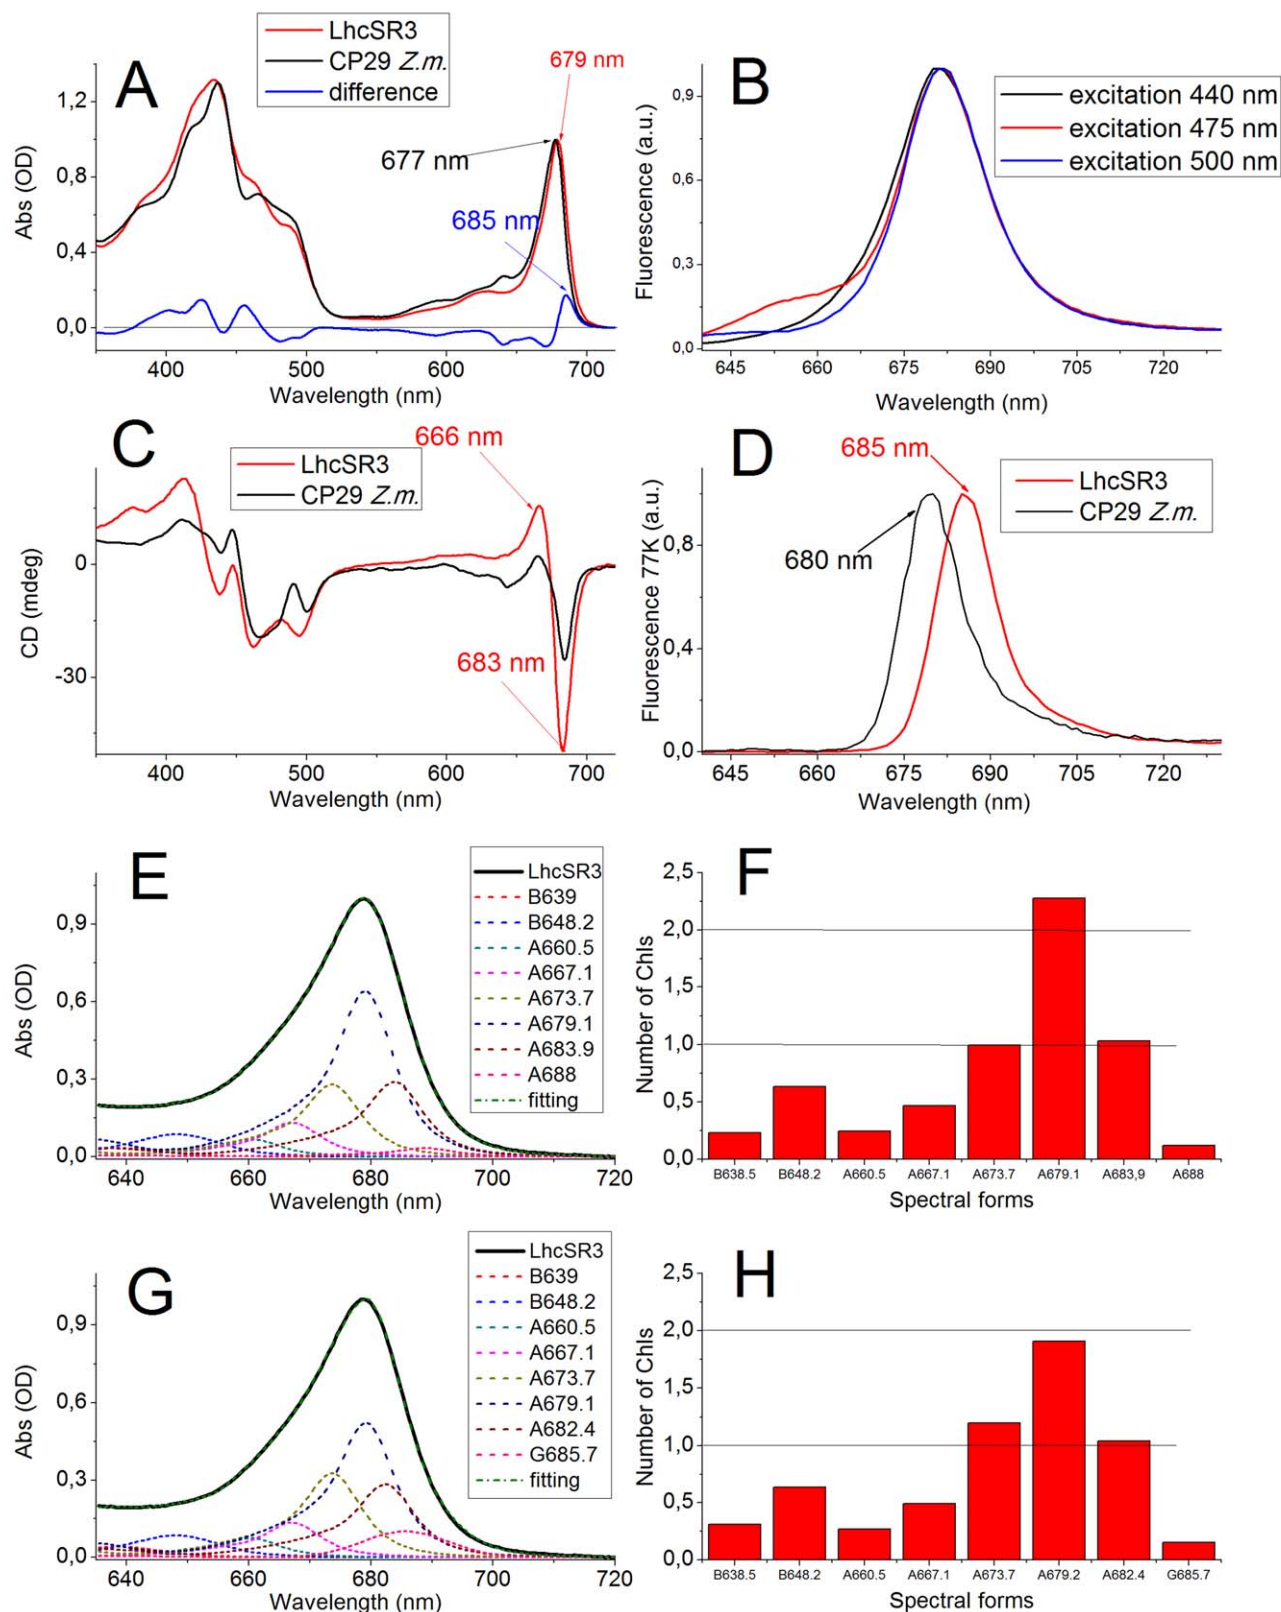 A
LhcSR3
CP29 Z.m.
difference
679 nm
677 nm
685 nm
Abs (OD)
1,2
0,8
0,4
0,0
400 500 600 700
Wavelength (nm)
B
excitation 440 nm
excitation 475 nm
excitation 500 nm
Fluorescence (a.u.)
0,9
0,6
0,3
0,0
645 660 675 690 705 720
Wavelength (nm)
C
LhcSR3
CP29 Z.m.
666 nm
683 nm
CD (mdeg)
0
-30
400 500 600 700
Wavelength (nm)
D
685 nm
680 nm
LhcSR3
CP29 Z.m.
Fluorescence 77K (a.u.)
0,8
0,4
0,0
645 660 675 690 705 720
Wavelength (nm)
E
LhcSR3
B639
B648.2
A660.5
A667.1
A673.7
A679.1
A683.9
A688
fitting
Abs (OD)
0,9
0,6
0,3
0,0
640 660 680 700 720
Wavelength (nm)
F
Number of Chls
2,5
2,0
1,5
1,0
0,5
0,0
B638.5 B648.2 A660.5 A667.1 A673.7 A679.1 A683,9 A688
Spectral forms
G
LhcSR3
B639
B648.2
A660.5
A667.1
A673.7
A679.1
A682.4
G685.7
fitting
Abs (OD)
0,9
0,6
0,3
0,0
640 660 680 700 720
Wavelength (nm)
H
Number of Chls
2,5
2,0
1,5
1,0
0,5
0,0
B638.5 B648.2 A660.5 A667.1 A673.7 A679.2 A682.4 G685.7
Spectral forms